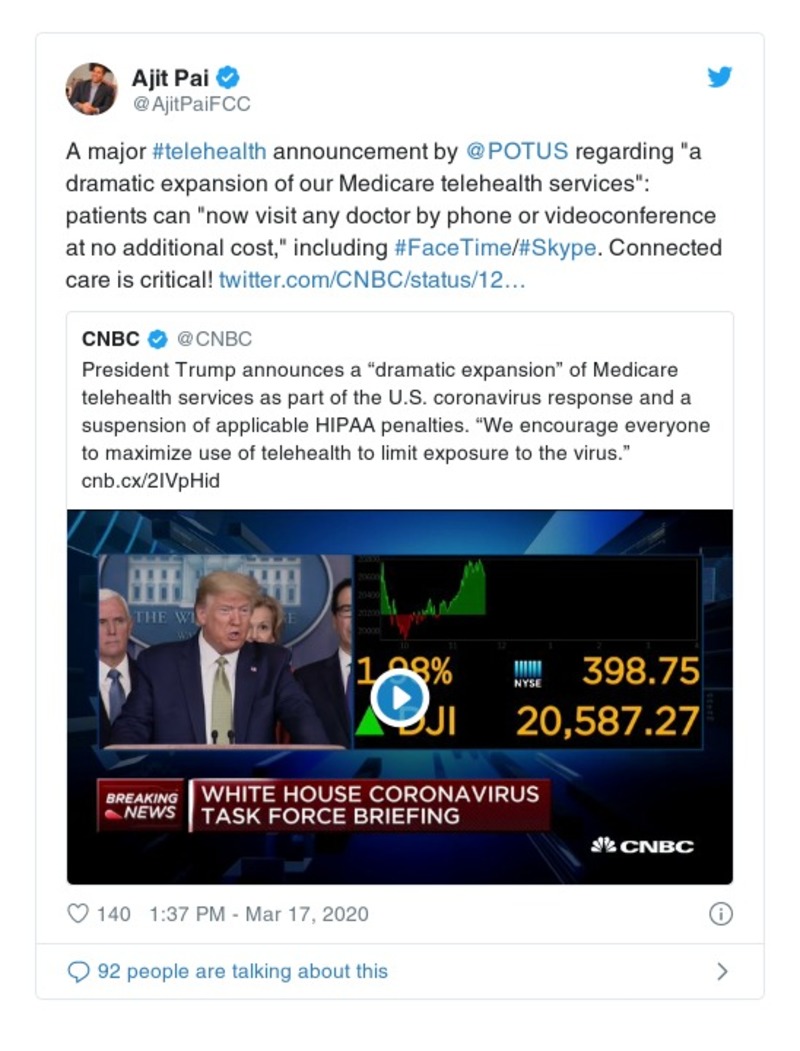 Ajit Pai
@AjitPaiFCC
A major #telehealth announcement by @POTUS regarding "a
dramatic expansion of our Medicare telehealth services":
patients can "now visit any doctor by phone or videoconference
at no additional cost," including #FaceTime/#Skype. Connected
care is critical! twitter.com/CNBC/status/12…
CNBC @CNBC
President Trump announces a “dramatic expansion” of Medicare
telehealth services as part of the U.S. coronavirus response and a
suspension of applicable HIPAA penalties. “We encourage everyone
to maximize use of telehealth to limit exposure to the virus.”
cnb.cx/2IVpHid
THE
1.98% NYSE 398.75
DJI 20,587.27
BREAKING NEWS
WHITE HOUSE CORONAVIRUS
TASK FORCE BRIEFING
CNBC
140 1:37 PM - Mar 17, 2020
92 people are talking about this